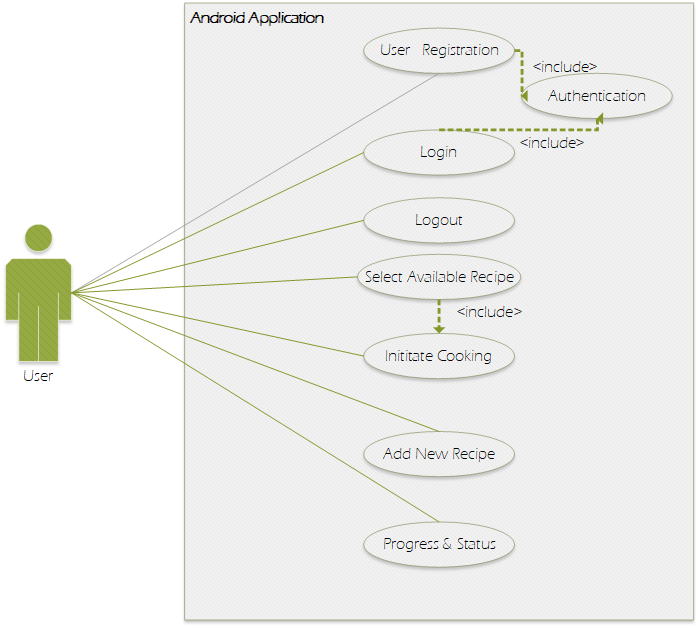 Android Application
User Registration
<include>
Authentication
Login
<include>
Logout
Select Available Recipe
<include>
Inititate Cooking
User
Add New Recipe
Progress & Status